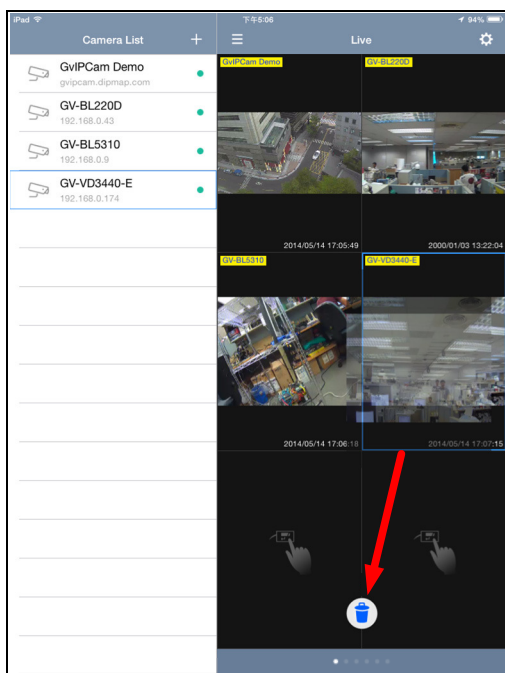 iPad
下午5:06
94%
Camera List
+
Live
GvIPCam Demo
gvipcam.dipmap.com
GV-BL220D
192.168.0.43
GV-BL5310
192.168.0.9
GV-VD3440-E
192.168.0.174
GvIPCam Demo
GV-BL220D
2014/05/14 17:05:49
2000/01/03 13:22:04
GV-BL5310
GV-VD3440-E
2014/05/14 17:06:18
2014/05/14 17:07:15